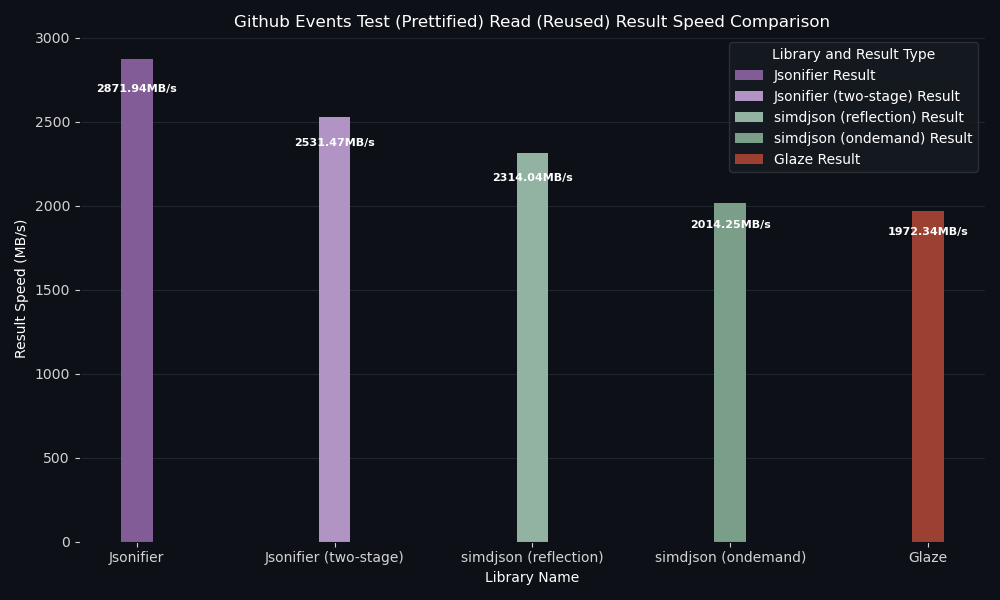 Github Events Test (Prettified) Read (Reused) Result Speed Comparison
Library and Result Type
Jsonifier Result
Jsonifier (two-stage) Result
simdjson (reflection) Result
simdjson (ondemand) Result
Glaze Result
Result Speed (MB/s)
3000
2500
2000
1500
1000
500
0
2871.94MB/s
2531.47MB/s
2314.04MB/s
2014.25MB/s
1972.34MB/s
Jsonifier
Jsonifier (two-stage)
simdjson (reflection)
simdjson (ondemand)
Glaze
Library Name